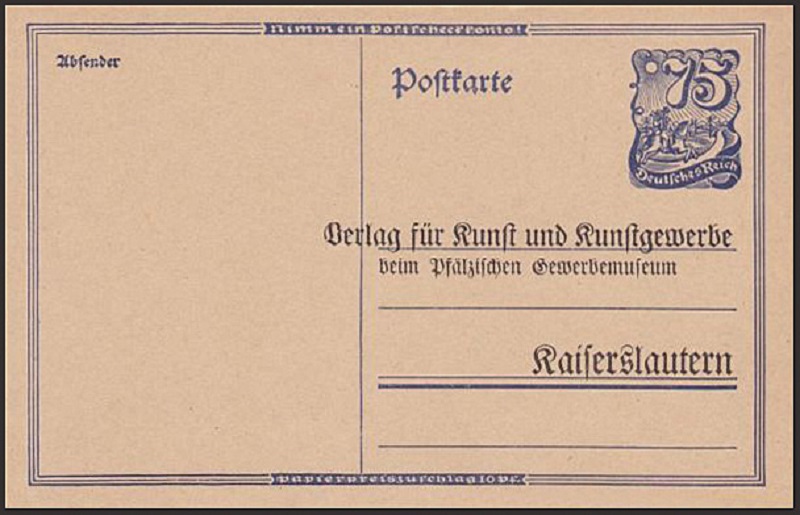 Nimm ein Postscheckkonto!
Absender
Postkarte
75
Deutsches Reich
Verlag für Kunst und Kunstgewerbe
beim Pfälzischen Gewerbemuseum
Kaiserslautern
Papierpreiszuschlag 10 Pf.